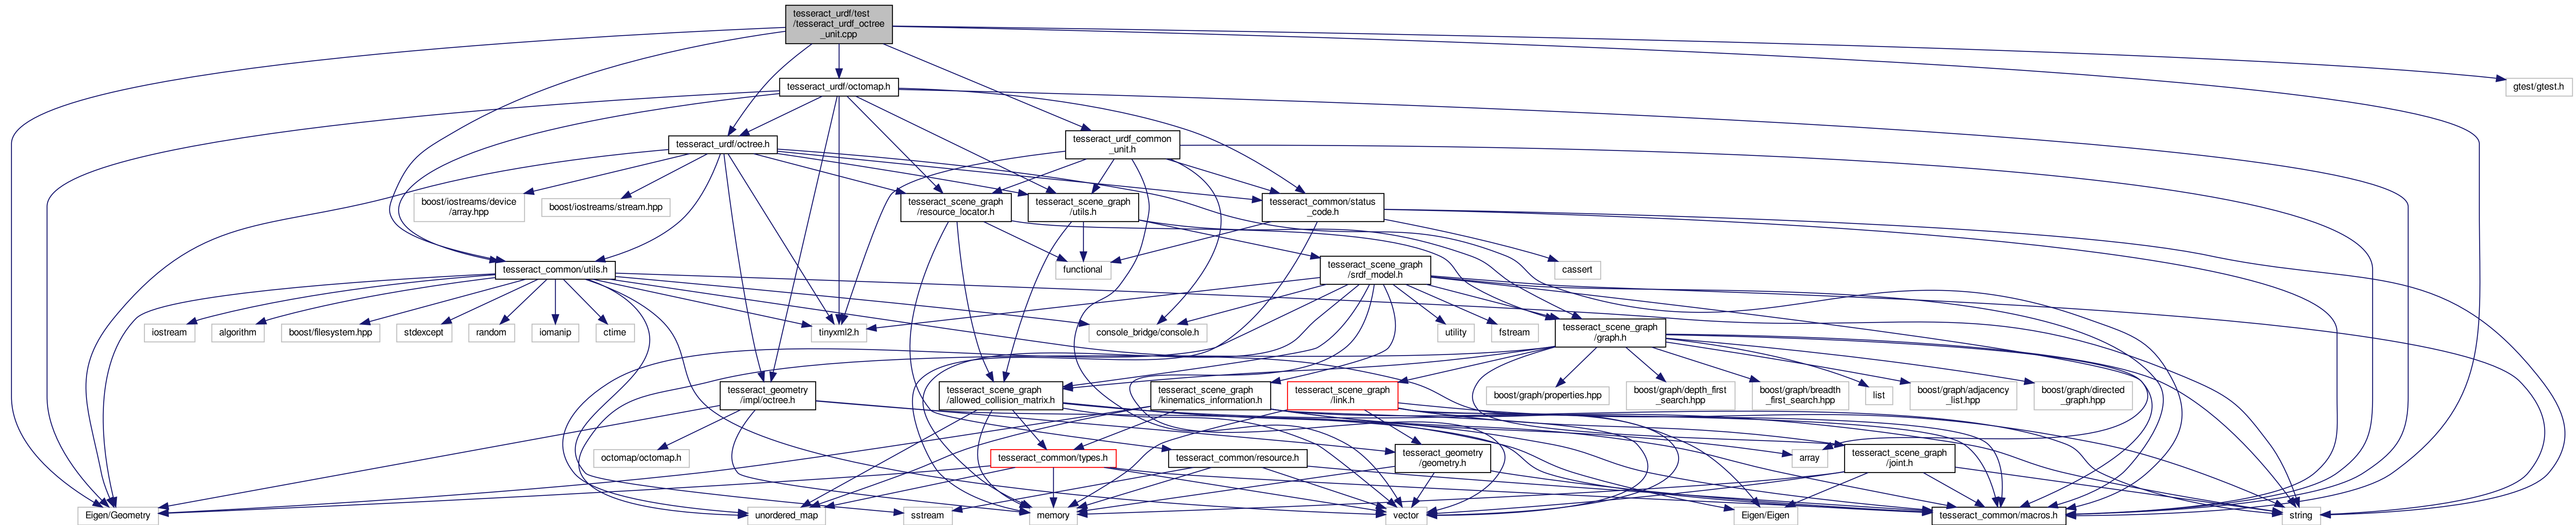 tesseract_urdf/test
/tesseract_urdf_octree
_unit.cpp
tesseract_urdf/octomap.h
gtest/gtest.h
tesseract_urdf/octree.h
tesseract_urdf_common
_unit.h
boost/iostreams/device
/array.hpp
boost/iostreams/stream.hpp
tesseract_scene_graph
/resource_locator.h
tesseract_scene_graph
/utils.h
tesseract_common/status
_code.h
tesseract_common/utils.h
functional
tesseract_scene_graph
/srdf_model.h
cassert
iostream
algorithm
boost/filesystem.hpp
stdexcept
random
iomanip
ctime
tinyxml2.h
console_bridge/console.h
utility
fstream
tesseract_scene_graph
/graph.h
tesseract_geometry
/impl/octree.h
tesseract_scene_graph
/allowed_collision_matrix.h
tesseract_scene_graph
/kinematics_information.h
tesseract_scene_graph
/link.h
boost/graph/properties.hpp
boost/graph/depth_first
_search.hpp
boost/graph/breadth
_first_search.hpp
list
boost/graph/adjacency
_list.hpp
boost/graph/directed
_graph.hpp
octomap/octomap.h
tesseract_common/types.h
tesseract_common/resource.h
tesseract_geometry
/geometry.h
array
tesseract_scene_graph
/joint.h
Eigen/Geometry
unordered_map
sstream
memory
vector
Eigen/Eigen
tesseract_common/macros.h
string